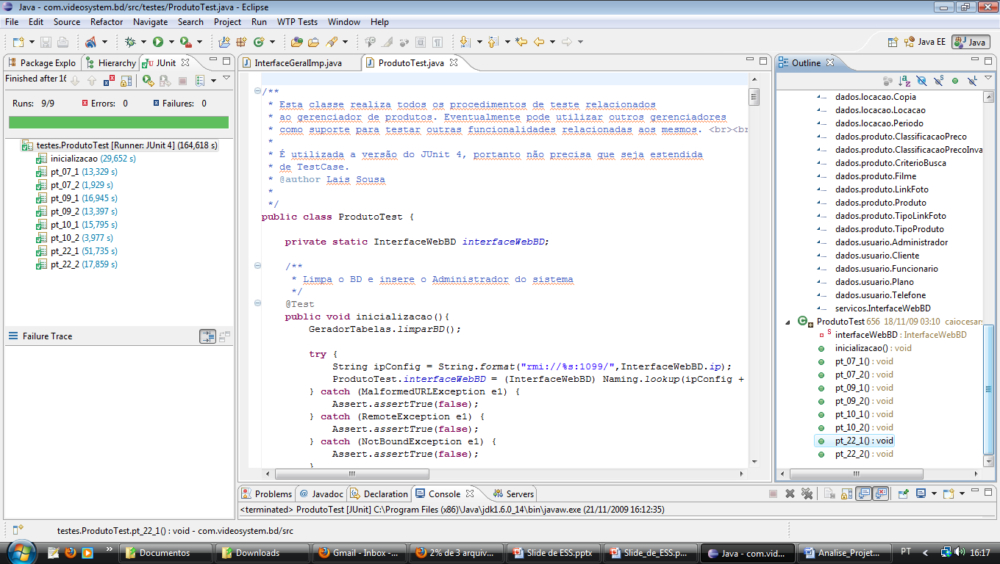 Java - com.videosystem.bd/src/testes/ProdutoTest.java - Eclipse
File Edit Source Refactor Navigate Search Project Run WTP Tests Window Help
Java EE Java
Package Explo Hierarchy JUnit
Finished after 16
Runs: 9/9 Errors: 0 Failures: 0
testes.ProdutoTest [Runner: JUnit 4] (164,618 s)
inicializacao (29,652 s)
pt_07_1 (13,329 s)
pt_07_2 (1,929 s)
pt_09_1 (16,945 s)
pt_09_2 (13,397 s)
pt_10_1 (15,795 s)
pt_10_2 (3,977 s)
pt_22_1 (51,735 s)
pt_22_2 (17,859 s)
Failure Trace
InterfaceGeralImp.java ProdutoTest.java
/**
* Esta classe realiza todos os procedimentos de teste relacionados
* ao gerenciador de produtos. Eventualmente pode utilizar outros gerenciadores
* como suporte para testar outras funcionalidades relacionadas aos mesmos. <br><br
*
* É utilizada a versão do JUnit 4, portanto não precisa que seja estendida
* de TestCase.
* @author Lais Sousa
*
*/
public class ProdutoTest {
private static InterfaceWebBD interfaceWebBD;
/**
* Limpa o BD e insere o Administrador do sistema
*/
@Test
public void inicializacao(){
GeradorTabelas.limparBD();
try {
String ipConfig = String.format("rmi://%s:1099/",InterfaceWebBD.ip);
ProdutoTest.interfaceWebBD = (InterfaceWebBD) Naming.lookup(ipConfig +
} catch (MalformedURLException e1) {
Assert.assertTrue(false);
} catch (RemoteException e1) {
Assert.assertTrue(false);
} catch (NotBoundException e1) {
Assert.assertTrue(false);
}
Outline
dados.locacao.Copia
dados.locacao.Locacao
dados.locacao.Periodo
dados.produto.ClassificacaoPreco
dados.produto.ClassificacaoPrecoInva
dados.produto.CriterioBusca
dados.produto.Filme
dados.produto.LinkFoto
dados.produto.Produto
dados.produto.TipoLinkFoto
dados.produto.TipoProduto
dados.usuario.Administrador
dados.usuario.Cliente
dados.usuario.Funcionario
dados.usuario.Plano
dados.usuario.Telefone
servicos.InterfaceWebBD
ProdutoTest 656 18/11/09 03:10 caiocesar
interfaceWebBD : InterfaceWebBD
inicializacao() : void
pt_07_1() : void
pt_07_2() : void
pt_09_1() : void
pt_09_2() : void
pt_10_1() : void
pt_10_2() : void
pt_22_1() : void
pt_22_2() : void
Problems @ Javadoc Declaration Console Servers
<terminated> ProdutoTest [JUnit] C:\Program Files (x86)\Java\jdk1.6.0_14\bin\javaw.exe (21/11/2009 16:12:35)
testes.ProdutoTest.pt_22_1() : void - com.videosystem.bd/src
Documentos Downloads Gmail - Inbox -... 2% de 3 arquiv... Slide de ESS.pptx Slide_de_ESS.p... Java - com.vid... Analise_Projet... PT 16:17